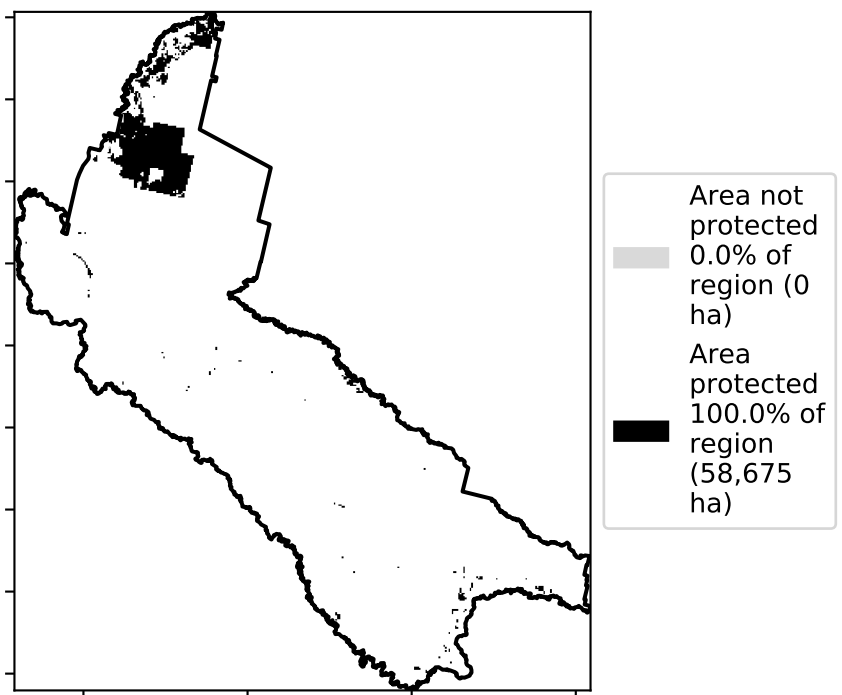 Area not
protected
0.0% of
region (0
ha)
Area
protected
100.0% of
region
(58,675
ha)